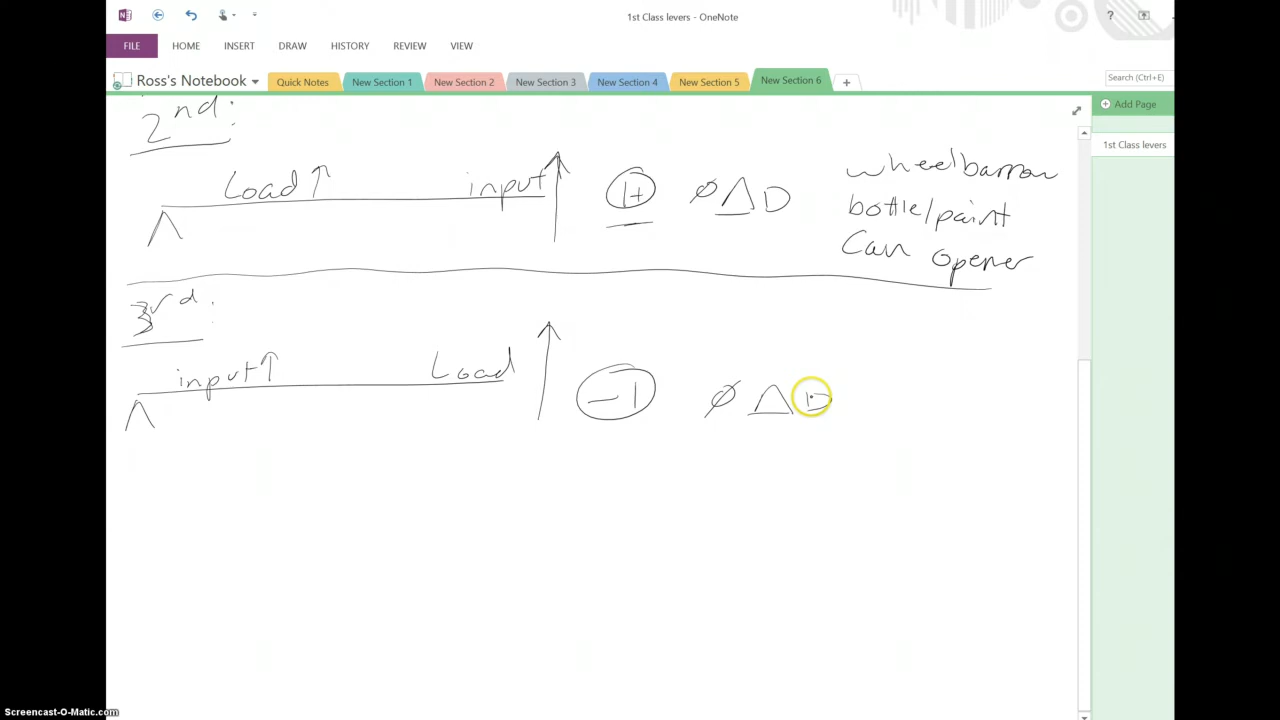 1st Class levers - OneNote
?
FILE HOME INSERT DRAW HISTORY REVIEW VIEW
Ross's Notebook Quick Notes New Section 1 New Section 2 New Section 3 New Section 4 New Section 5 New Section 6 + Search (Ctrl+E)
Add Page
1st Class levers
2nd:
Load ↑ input ↑ 1+ ∅ Δ D
wheelbarrow
bottle/paint
Can opener
3rd:
input ↑ Load ↑ -1 ∅ Δ D
Screencast-O-Matic.com